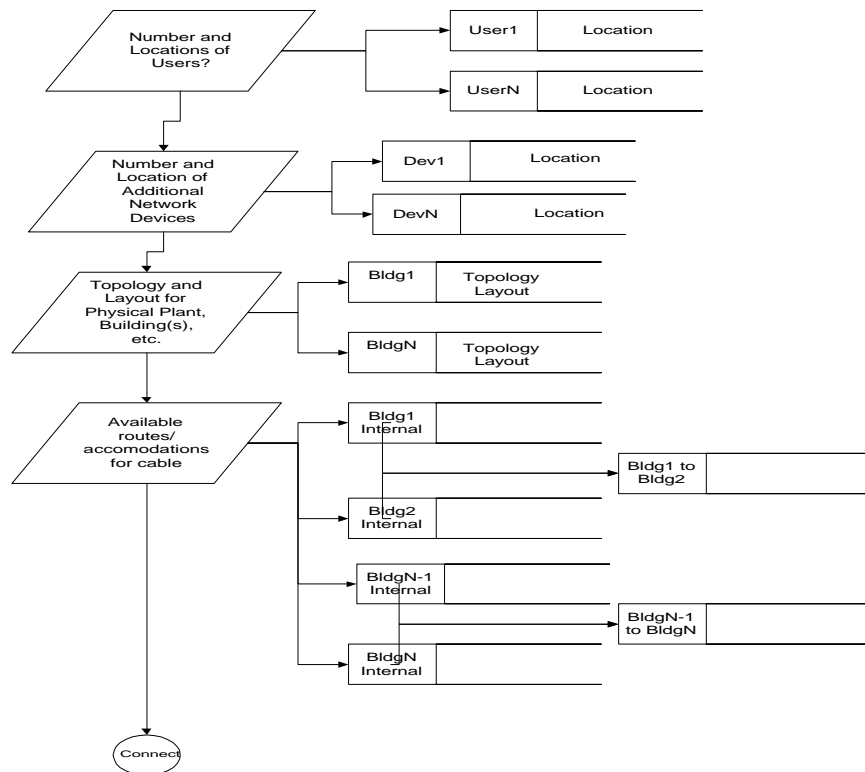 Number and
Locations of
Users?
User1
Location
UserN
Location
Number and
Location of
Additional
Network
Devices
Dev1
Location
DevN
Location
Topology and
Layout for
Physical Plant,
Building(s),
etc.
Bldg1
Topology
Layout
BldgN
Topology
Layout
Available
routes/
accomodations
for cable
Bldg1
Internal
Bldg1 to
Bldg2
Bldg2
Internal
BldgN-1
Internal
BldgN-1
to BldgN
BldgN
Internal
Connect